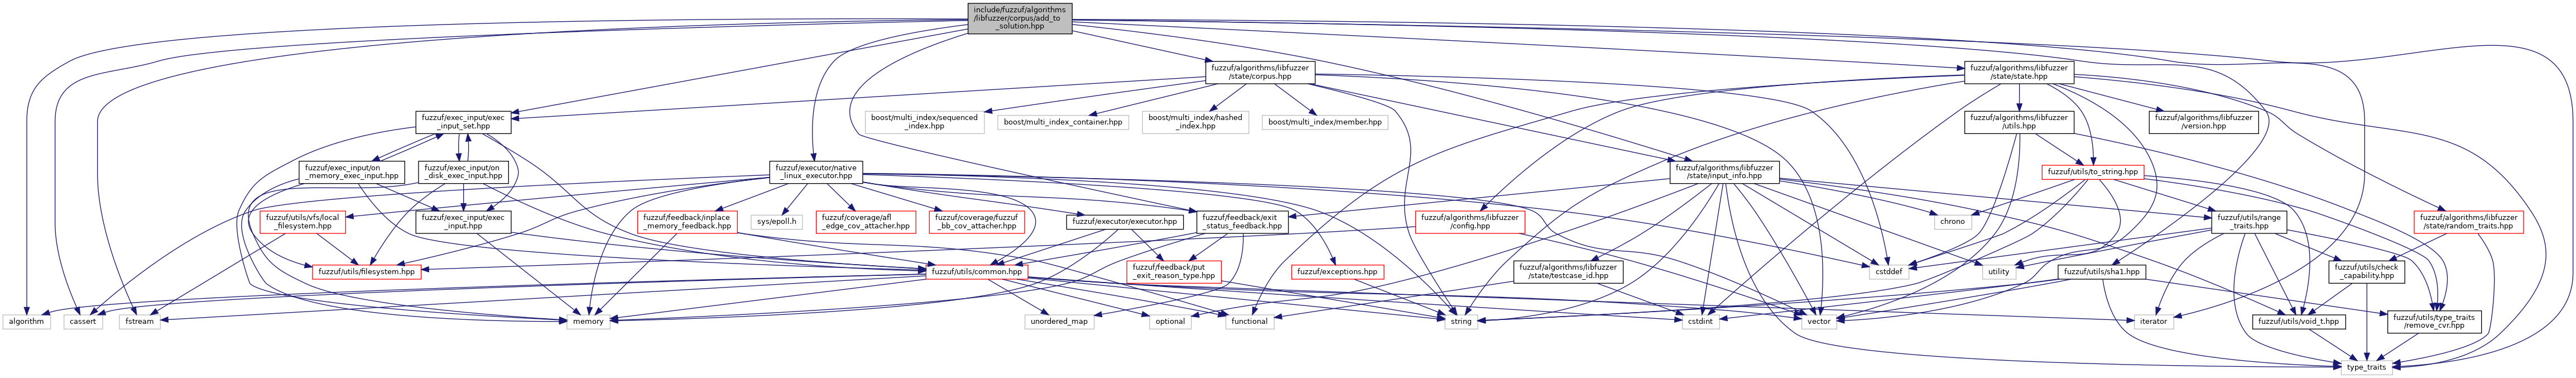 include/fuzzuf/algorithms
/libfuzzer/corpus/add_to
_solution.hpp
fuzzuf/algorithms/libfuzzer
/state/corpus.hpp
fuzzuf/algorithms/libfuzzer
/state/state.hpp
fuzzuf/exec_input/exec
_input_set.hpp
boost/multi_index/sequenced
_index.hpp
boost/multi_index_container.hpp
boost/multi_index/hashed
_index.hpp
boost/multi_index/member.hpp
fuzzuf/algorithms/libfuzzer
/utils.hpp
fuzzuf/algorithms/libfuzzer
/version.hpp
fuzzuf/exec_input/on
_memory_exec_input.hpp
fuzzuf/exec_input/on
_disk_exec_input.hpp
fuzzuf/executor/native
_linux_executor.hpp
fuzzuf/algorithms/libfuzzer
/state/input_info.hpp
fuzzuf/utils/to_string.hpp
fuzzuf/utils/vfs/local
_filesystem.hpp
fuzzuf/exec_input/exec
_input.hpp
fuzzuf/feedback/inplace
_memory_feedback.hpp
sys/epoll.h
fuzzuf/coverage/afl
_edge_cov_attacher.hpp
fuzzuf/coverage/fuzzuf
_bb_cov_attacher.hpp
fuzzuf/executor/executor.hpp
fuzzuf/feedback/exit
_status_feedback.hpp
fuzzuf/algorithms/libfuzzer
/config.hpp
chrono
fuzzuf/utils/range
_traits.hpp
fuzzuf/algorithms/libfuzzer
/state/random_traits.hpp
fuzzuf/utils/filesystem.hpp
fuzzuf/utils/common.hpp
fuzzuf/feedback/put
_exit_reason_type.hpp
fuzzuf/exceptions.hpp
fuzzuf/algorithms/libfuzzer
/state/testcase_id.hpp
cstddef
utility
fuzzuf/utils/sha1.hpp
fuzzuf/utils/check
_capability.hpp
algorithm
cassert
fstream
memory
unordered_map
optional
functional
string
cstdint
vector
iterator
fuzzuf/utils/void_t.hpp
fuzzuf/utils/type_traits
/remove_cvr.hpp
type_traits